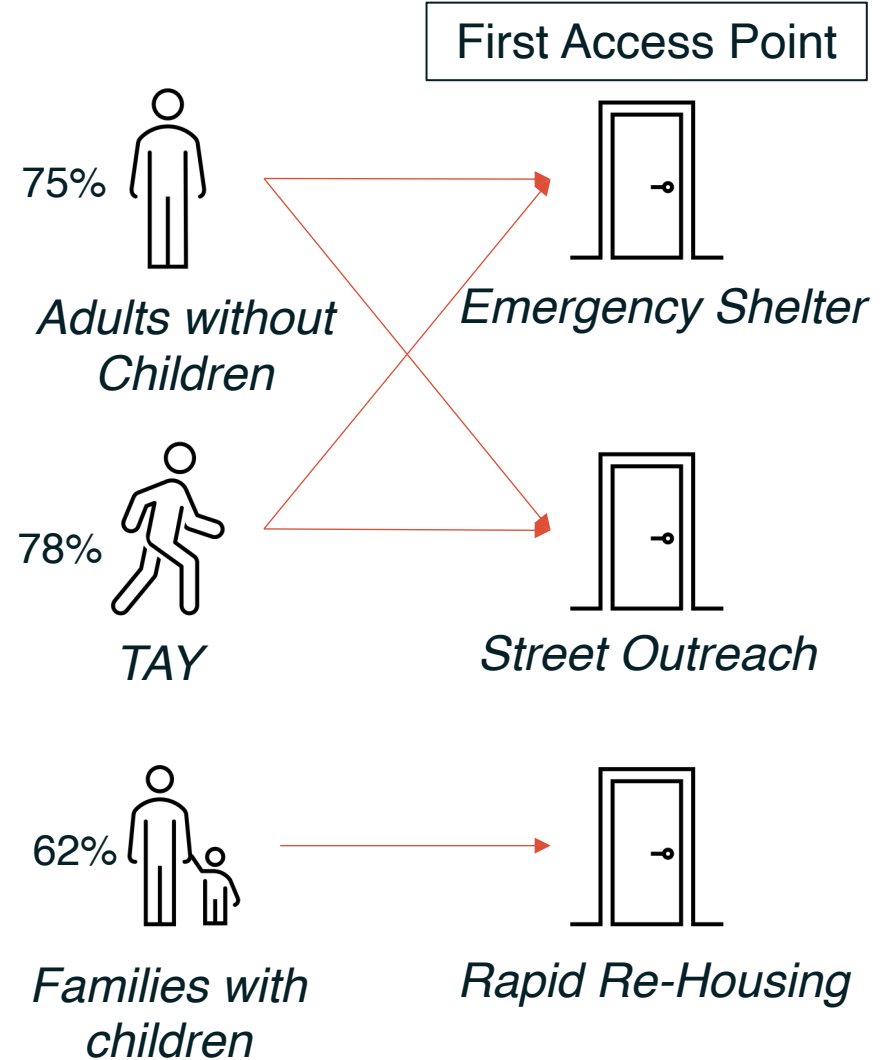 First Access Point
75%
Adults without
Children
Emergency Shelter
78%
TAY
Street Outreach
62%
Families with
children
Rapid Re-Housing